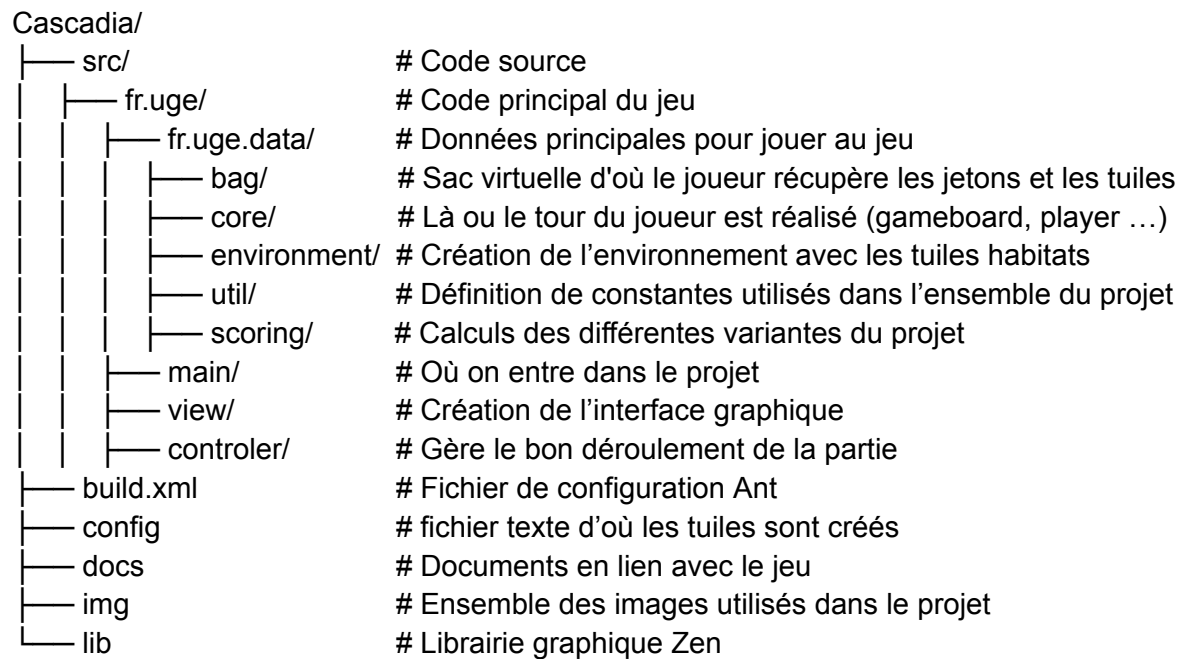 Cascadia/
├── src/ # Code source
│ ├── fr.uge/ # Code principal du jeu
│ │ ├── fr.uge.data/ # Données principales pour jouer au jeu
│ │ │ ├── bag/ # Sac virtuelle d'où le joueur récupère les jetons et les tuiles
│ │ │ ├── core/ # Là ou le tour du joueur est réalisé (gameboard, player …)
│ │ │ ├── environment/ # Création de l’environnement avec les tuiles habitats
│ │ │ ├── util/ # Définition de constantes utilisés dans l’ensemble du projet
│ │ │ ├── scoring/ # Calculs des différentes variantes du projet
│ │ ├── main/ # Où on entre dans le projet
│ │ ├── view/ # Création de l’interface graphique
│ │ ├── controler/ # Gère le bon déroulement de la partie
├── build.xml # Fichier de configuration Ant
├── config # fichier texte d’où les tuiles sont créés
├── docs # Documents en lien avec le jeu
├── img # Ensemble des images utilisés dans le projet
└── lib # Librairie graphique Zen